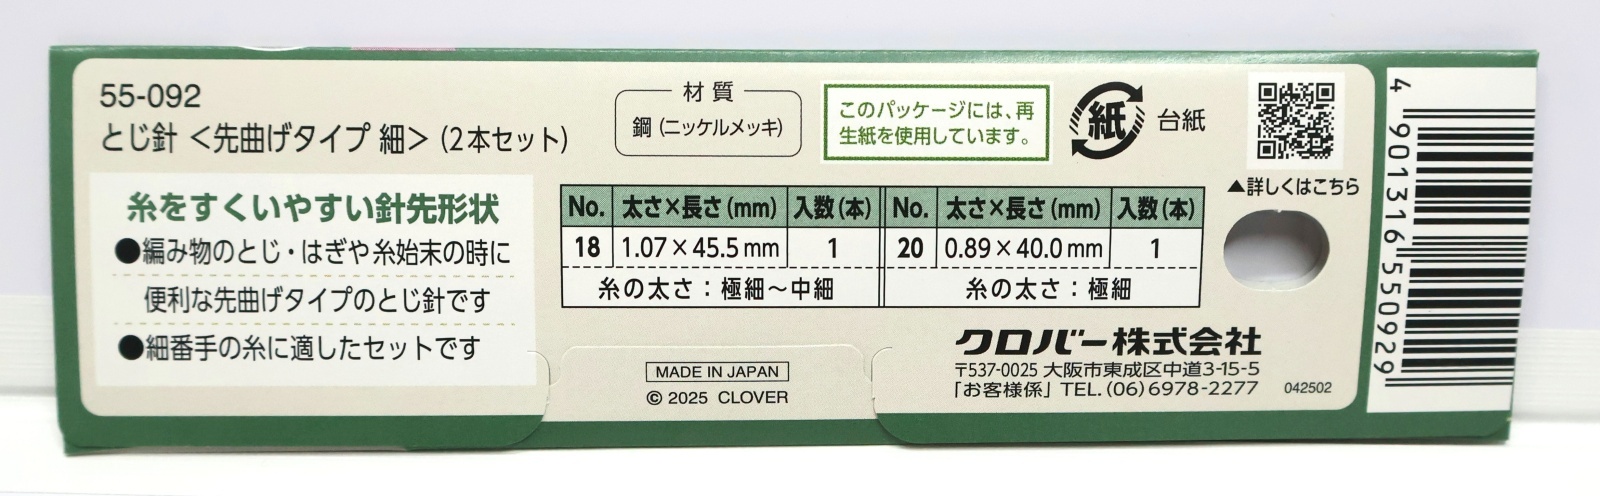 55-092
とじ針 <先曲げタイプ 細> (2本セット)
糸をすくいやすい針先形状
●編み物のとじ・はぎや糸始末の時に
便利な先曲げタイプのとじ針です
●細番手の糸に適したセットです
材質
鋼 (ニッケルメッキ)
このパッケージには、再
生紙を使用しています。
紙 台紙
▲詳しくはこちら
No. 太さ×長さ(mm) 入数(本) No. 太さ×長さ(mm) 入数(本)
18 1.07×45.5mm 1 20 0.89×40.0mm 1
糸の太さ：極細～中細 糸の太さ：極細
MADE IN JAPAN
© 2025 CLOVER
クロバー株式会社
〒537-0025 大阪市東成区中道3-15-5
「お客様係」 TEL.(06)6978-2277 042502
4 901316 550929